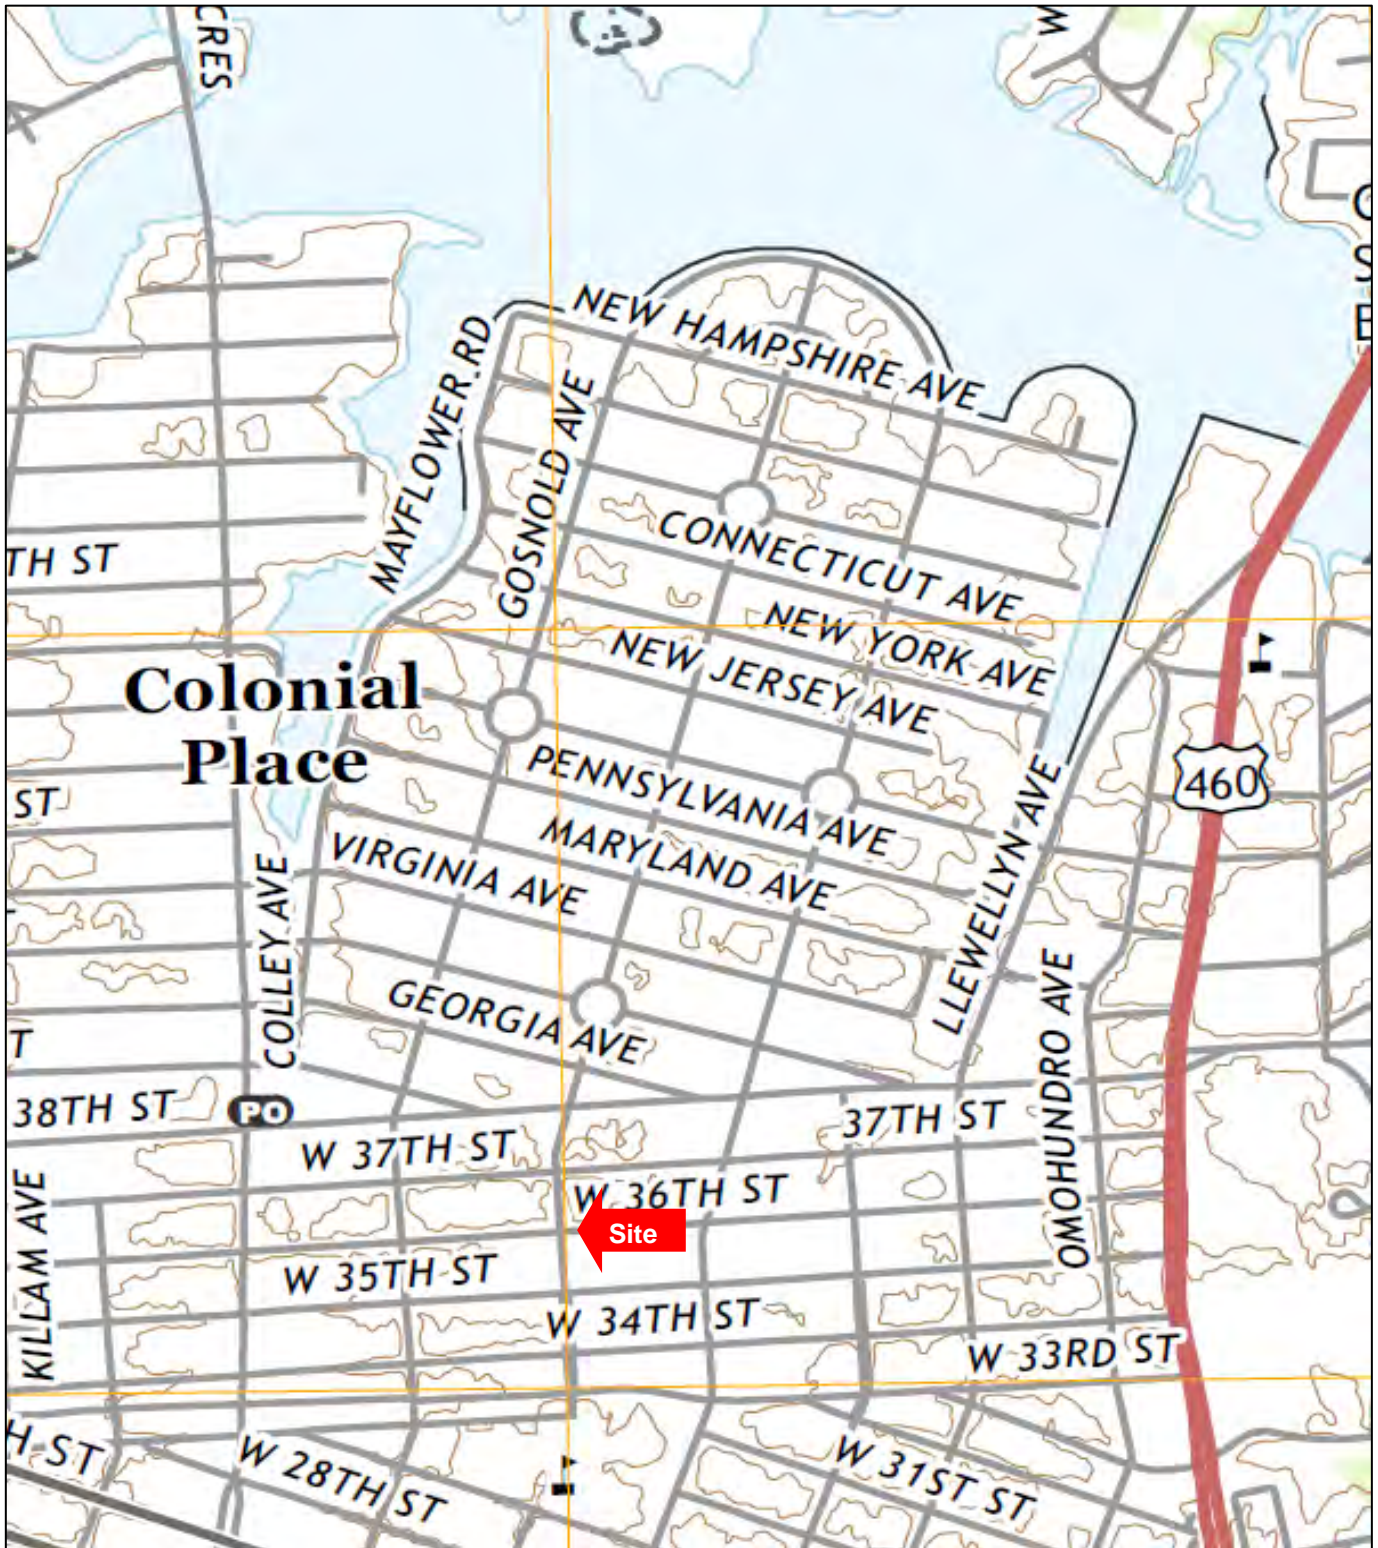 CRES
W
NEW HAMPSHIRE AVE
MAYFLOWER RD
GOSNOLD AVE
TH ST
CONNECTICUT AVE
NEW YORK AVE
NEW JERSEY AVE
Colonial
Place
460
ST
PENNSYLVANIA AVE
MARYLAND AVE
VIRGINIA AVE
LLEWELLYN AVE
COLLEY AVE
OMOHUNDRO AVE
GEORGIA AVE
T
38TH ST
PO
37TH ST
W 37TH ST
W 36TH ST
KILLAM AVE
Site
W 35TH ST
W 34TH ST
W 33RD ST
H ST
W 28TH ST
W 31ST ST